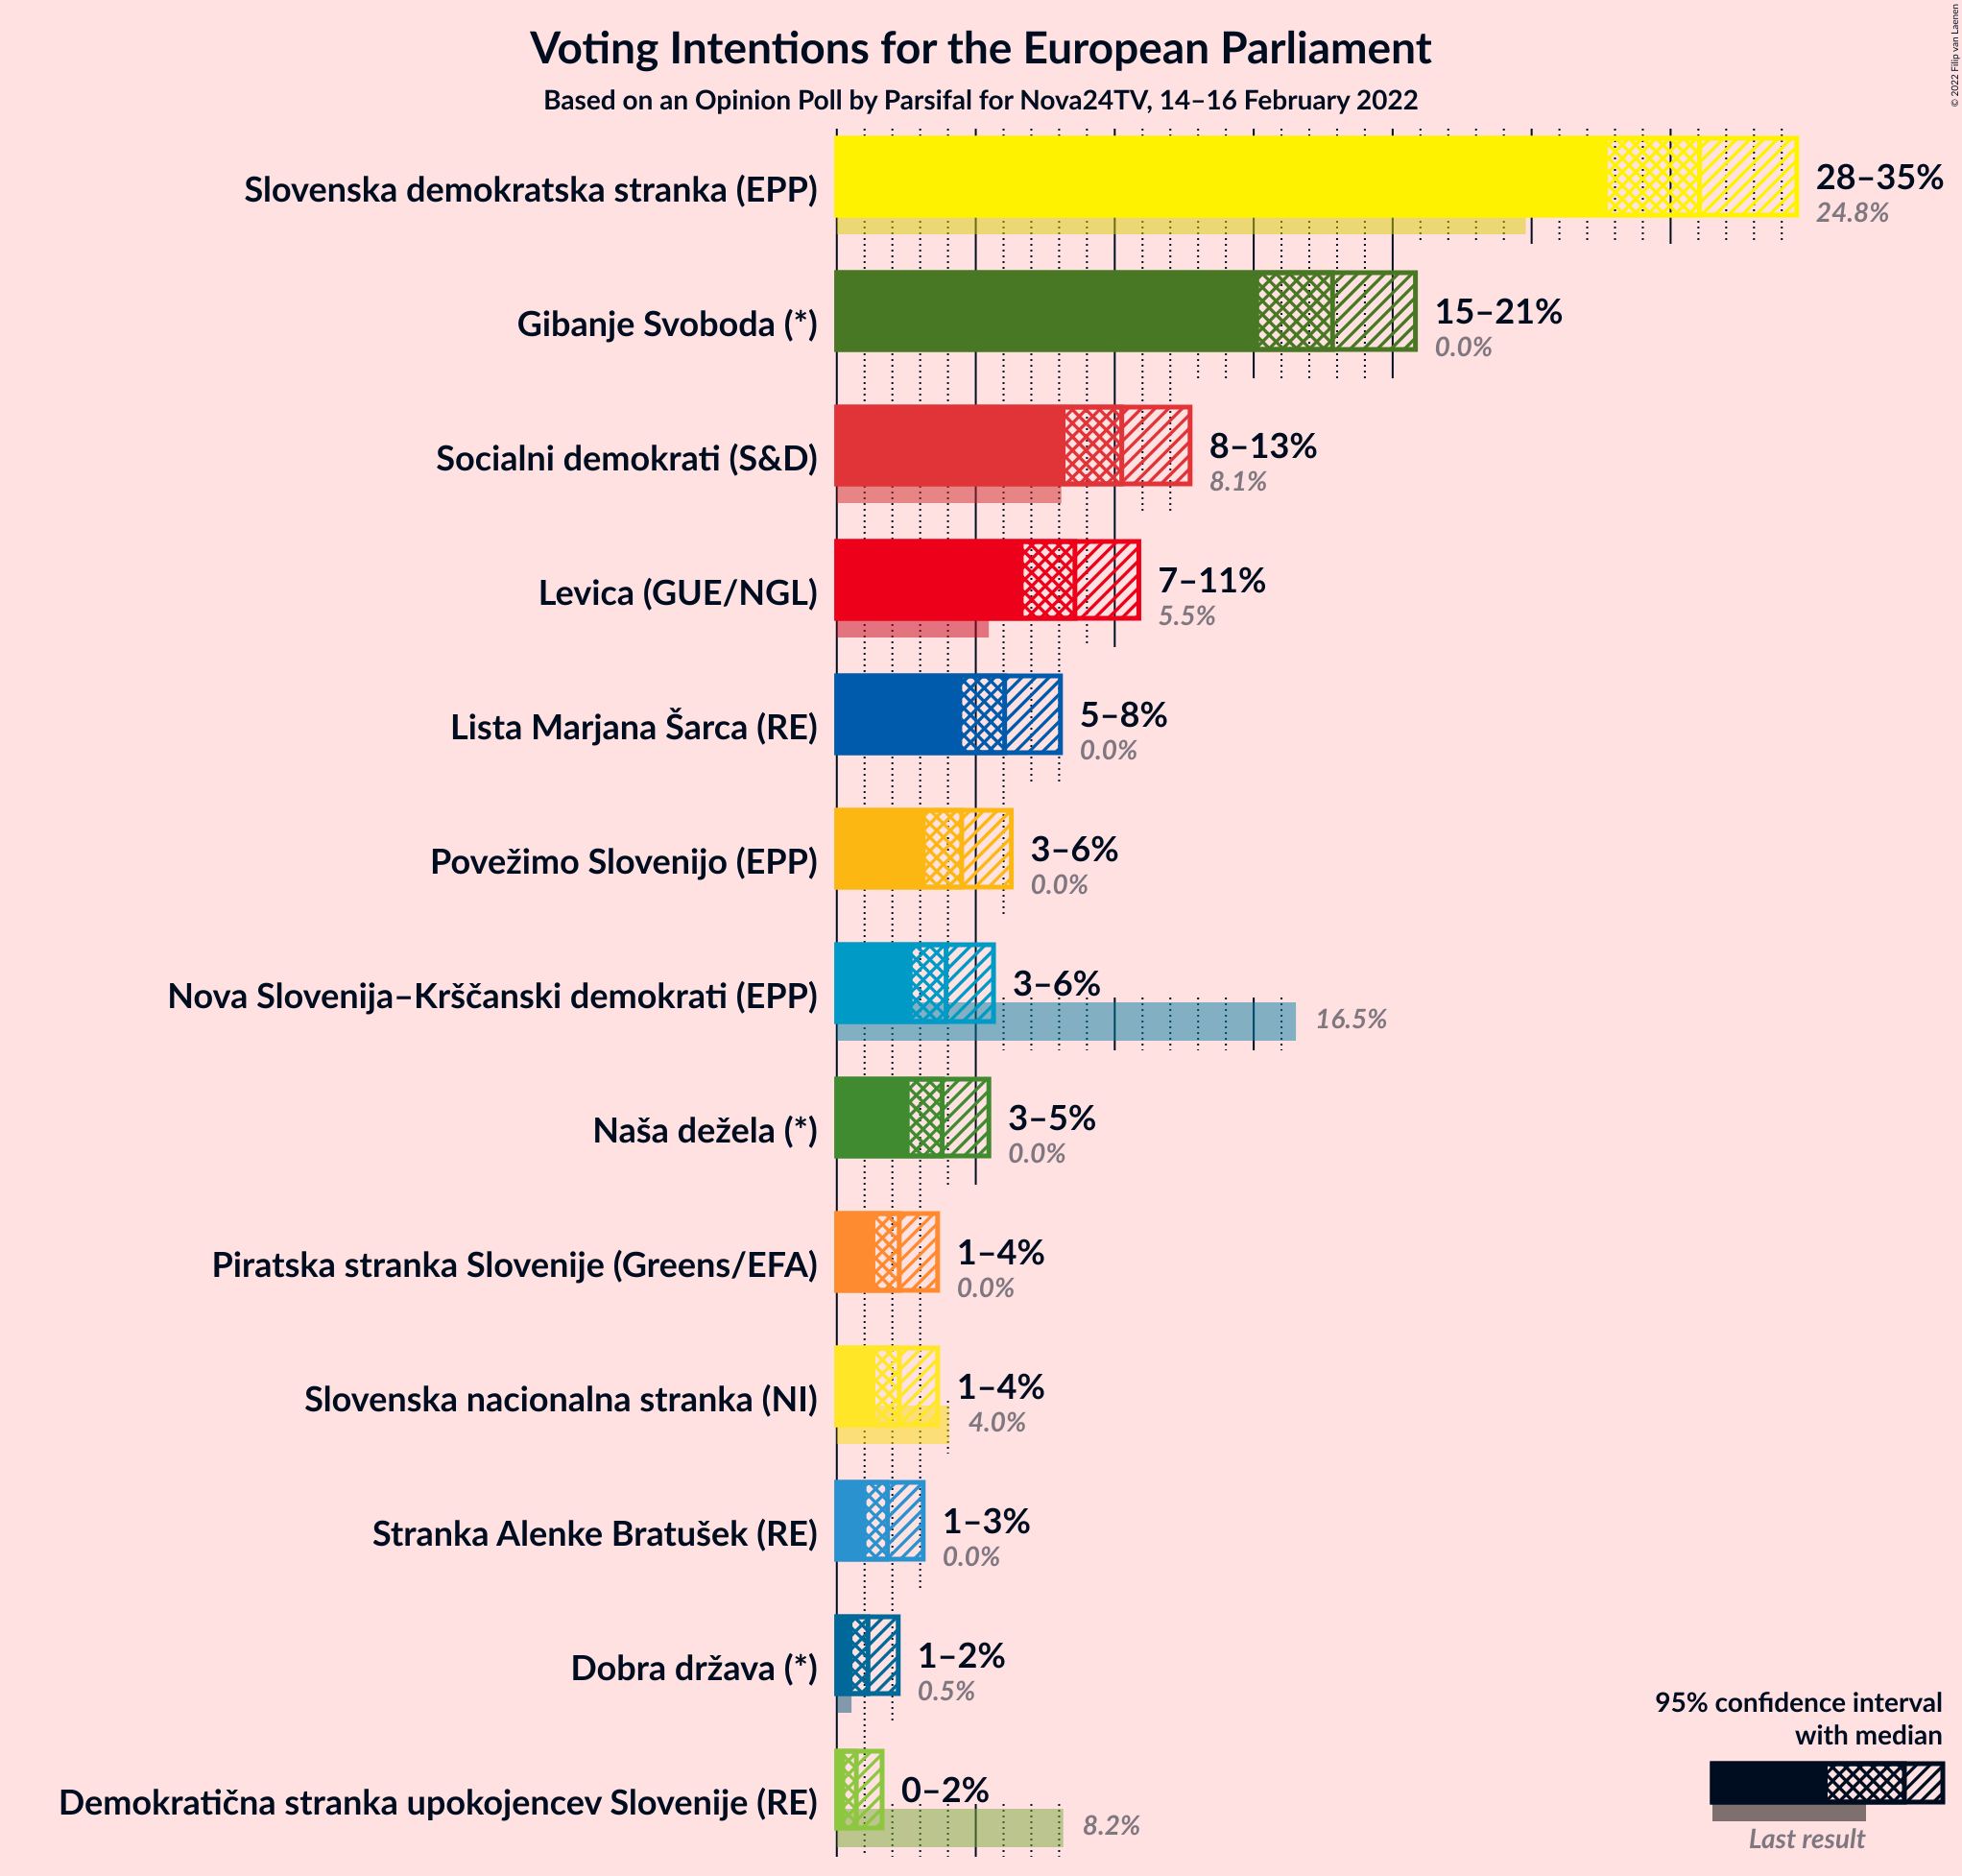 © 2022 Filip van Laenen
Voting Intentions for the European Parliament
Based on an Opinion Poll by Parsifal for Nova24TV, 14–16 February 2022
Slovenska demokratska stranka (EPP)
28–35%
24.8%
Gibanje Svoboda (*)
15–21%
0.0%
Socialni demokrati (S&D)
8–13%
8.1%
Levica (GUE/NGL)
7–11%
5.5%
Lista Marjana Šarca (RE)
5–8%
0.0%
Povežimo Slovenijo (EPP)
3–6%
0.0%
Nova Slovenija–Krščanski demokrati (EPP)
3–6%
16.5%
Naša dežela (*)
3–5%
0.0%
Piratska stranka Slovenije (Greens/EFA)
1–4%
0.0%
Slovenska nacionalna stranka (NI)
1–4%
4.0%
Stranka Alenke Bratušek (RE)
1–3%
0.0%
Dobra država (*)
1–2%
0.5%
Demokratična stranka upokojencev Slovenije (RE)
0–2%
8.2%
95% confidence interval
with median
Last result